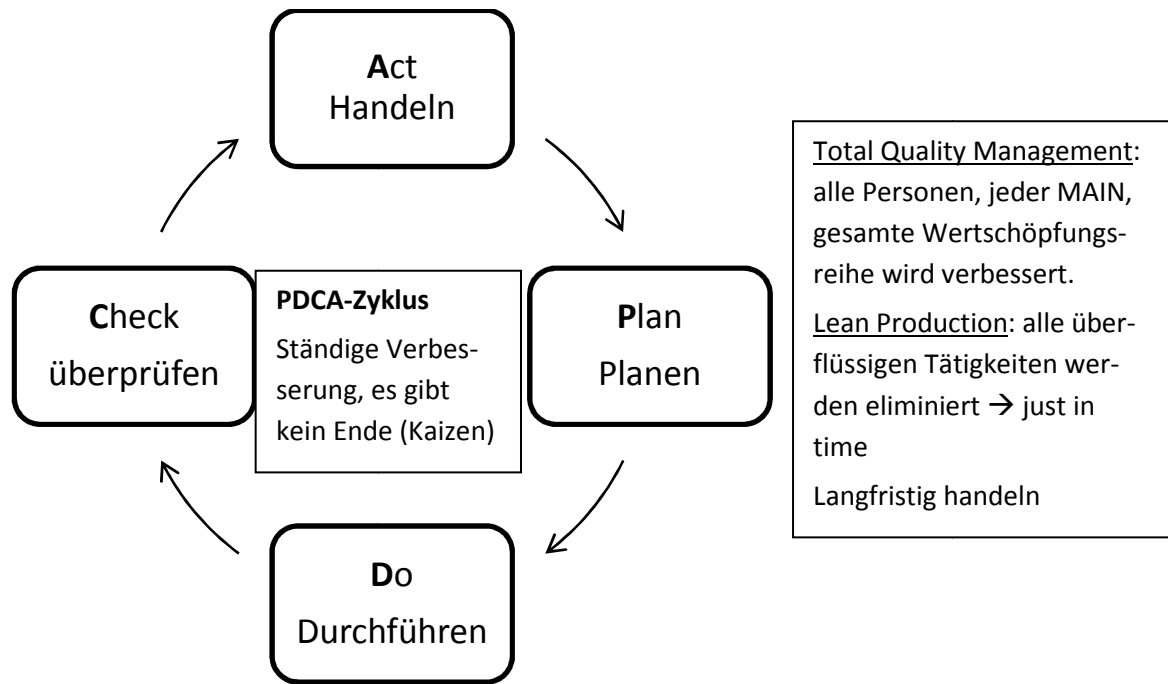 Act
Handeln
Plan
Planen
Do
Durchführen
Check
überprüfen
PDCA-Zyklus
Ständige Verbes-
serung, es gibt
kein Ende (Kaizen)
Total Quality Management:
alle Personen, jeder MAIN,
gesamte Wertschöpfungs-
reihe wird verbessert.
Lean Production: alle über-
flüssigen Tätigkeiten wer-
den eliminiert → just in
time
Langfristig handeln